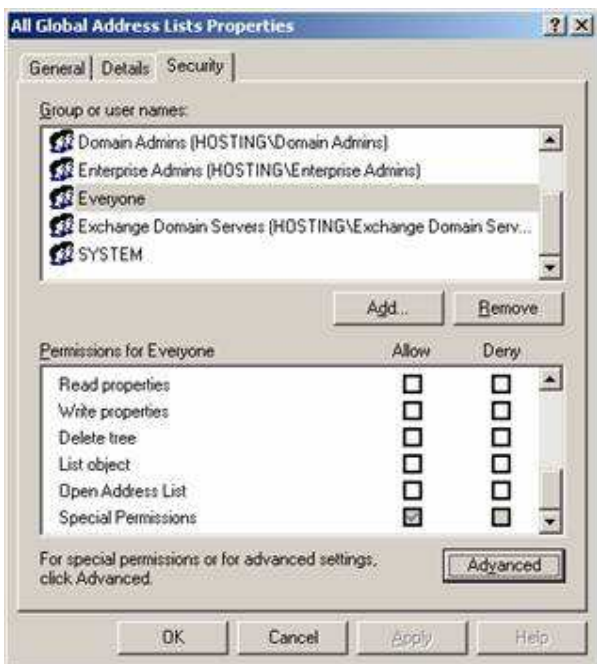 All Global Address Lists Properties
General Details Security
Group or user names:
Domain Admins (HOSTING\Domain Admins)
Enterprise Admins (HOSTING\Enterprise Admins)
Everyone
Exchange Domain Servers (HOSTING\Exchange Domain Serv...
SYSTEM
Add... Remove
Permissions for Everyone Allow Deny
Read properties
Write properties
Delete tree
List object
Open Address List
Special Permissions
For special permissions or for advanced settings,
click Advanced.
Advanced
OK Cancel Apply Help